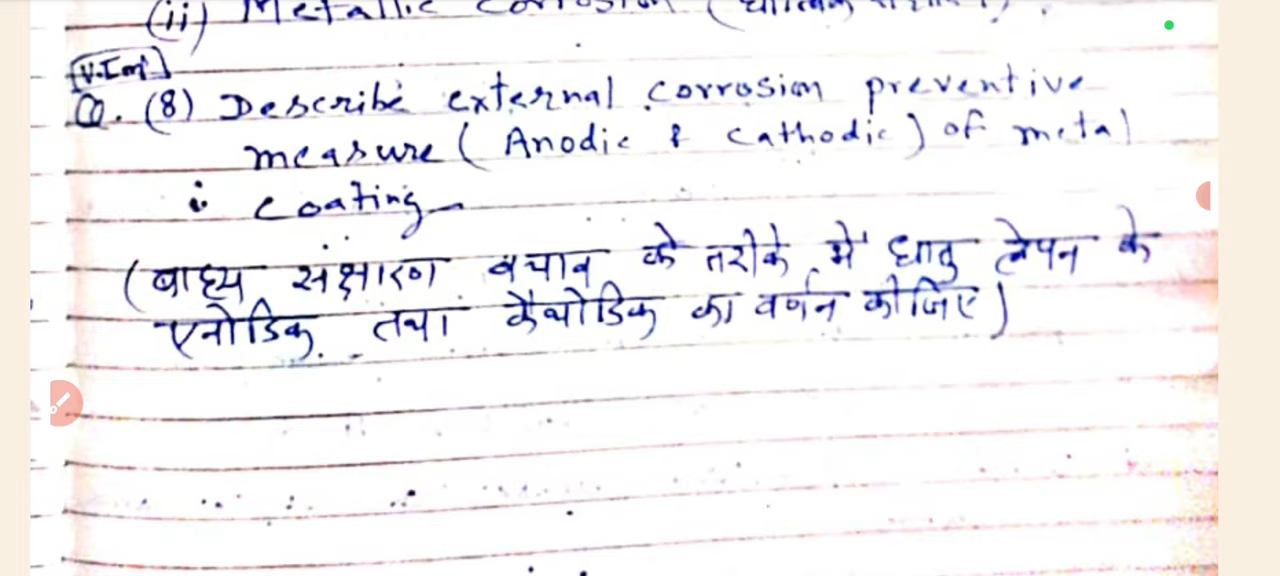 (ii) Metallic Corrosion (धात्विक
[V.Imp]
Q. (8) Describe external corrosion preventive
measure ( Anodic & Cathodic ) of metal
coating –
( बाह्य संक्षारण बचाव के तरीके में धातु लेपन के
एनोडिक तथा कैथोडिक का वर्णन कीजिए )